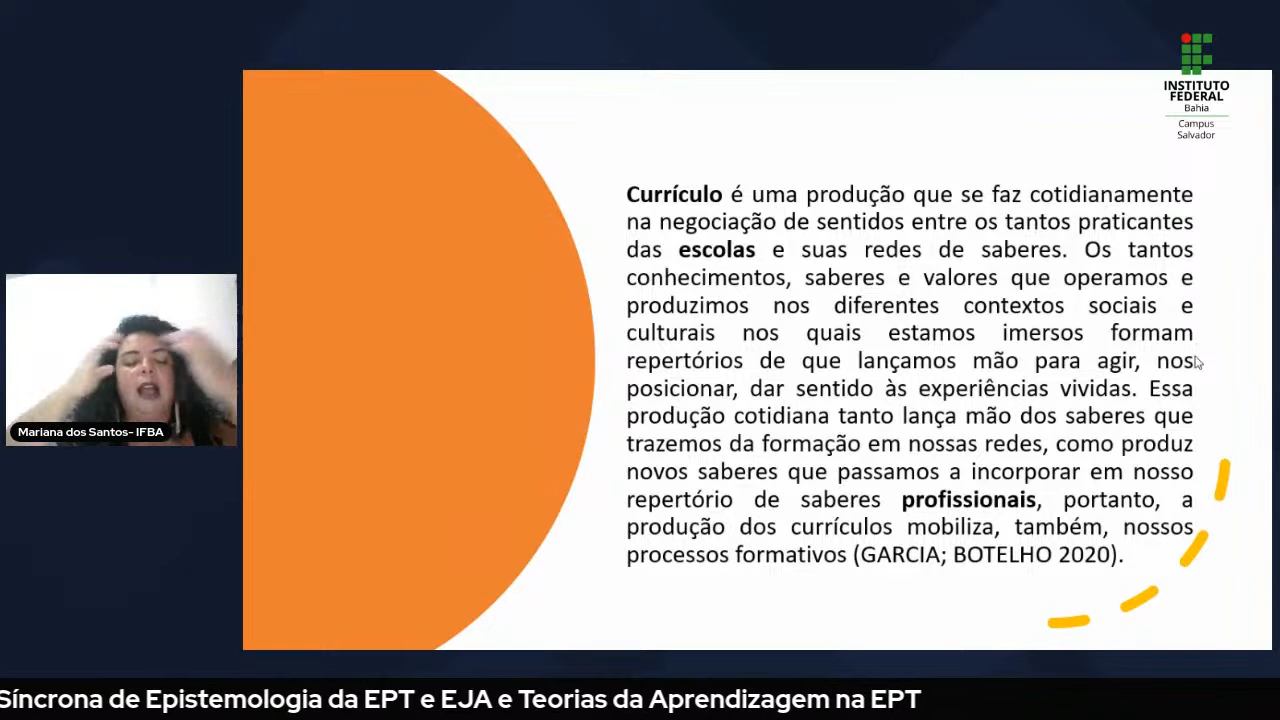 INSTITUTO
FEDERAL
Bahia
Campus
Salvador
Currículo é uma produção que se faz cotidianamente
na negociação de sentidos entre os tantos praticantes
das escolas e suas redes de saberes. Os tantos
conhecimentos, saberes e valores que operamos e
produzimos nos diferentes contextos sociais e
culturais nos quais estamos imersos formam
repertórios de que lançamos mão para agir, nos
posicionar, dar sentido às experiências vividas. Essa
produção cotidiana tanto lança mão dos saberes que
trazemos da formação em nossas redes, como produz
novos saberes que passamos a incorporar em nosso
repertório de saberes profissionais, portanto, a
produção dos currículos mobiliza, também, nossos
processos formativos (GARCIA; BOTELHO 2020).
Mariana dos Santos- IFBA
Síncrona de Epistemologia da EPT e EJA e Teorias da Aprendizagem na EPT